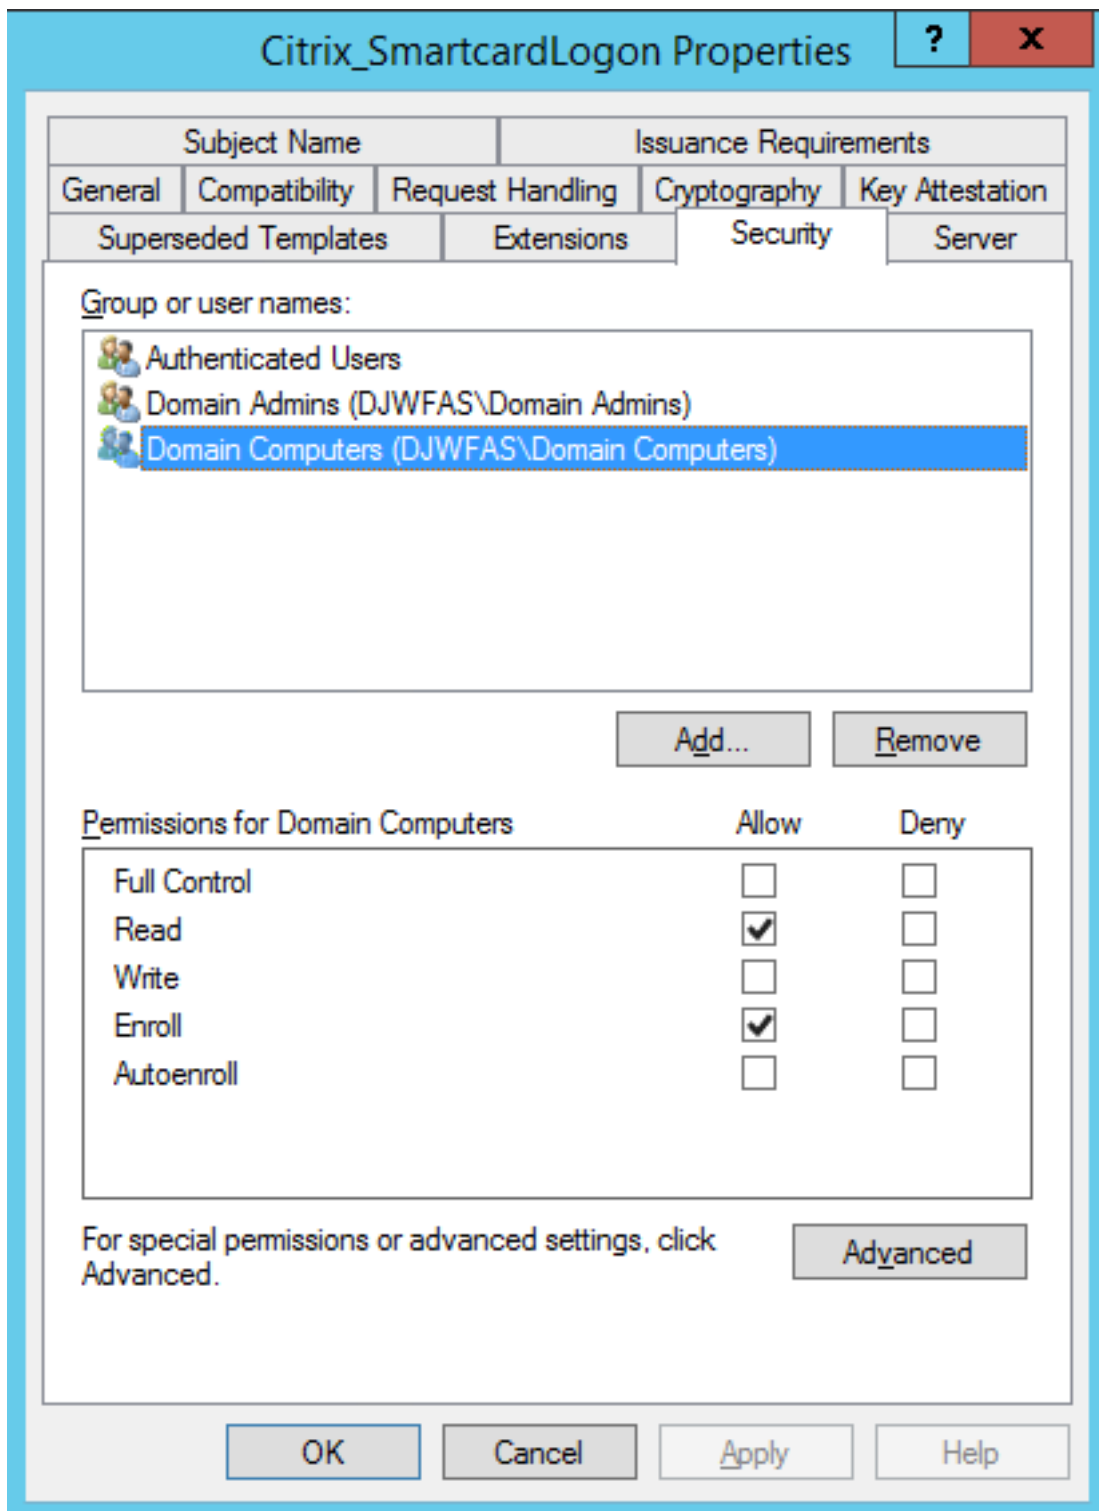 Citrix_SmartcardLogon Properties
?
x
Subject Name
Issuance Requirements
General
Compatibility
Request Handling
Cryptography
Key Attestation
Superseded Templates
Extensions
Security
Server
Group or user names:
Authenticated Users
Domain Admins (DJWFAS\Domain Admins)
Domain Computers (DJWFAS\Domain Computers)
Add...
Remove
Permissions for Domain Computers
Allow
Deny
Full Control
Read
Write
Enroll
Autoenroll
For special permissions or advanced settings, click
Advanced.
Advanced
OK
Cancel
Apply
Help